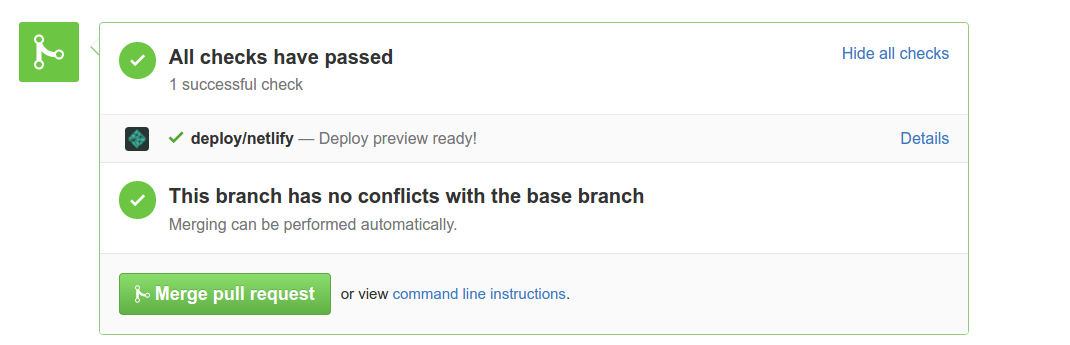 All checks have passed
Hide all checks
1 successful check
deploy/netlify — Deploy preview ready!
Details
This branch has no conflicts with the base branch
Merging can be performed automatically.
Merge pull request or view command line instructions.